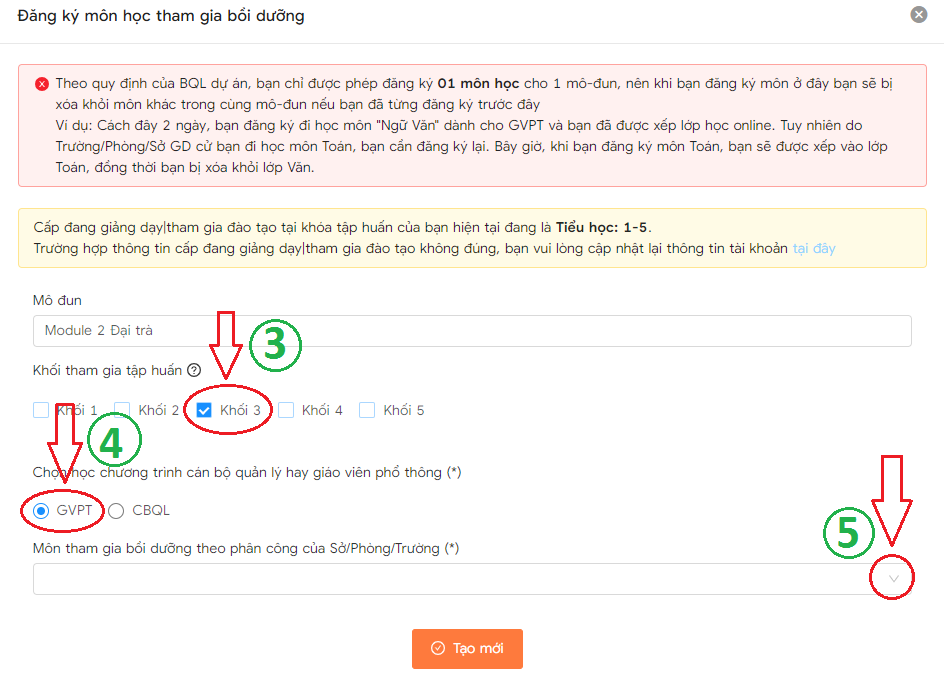 Đăng ký môn học tham gia bồi dưỡng
Theo quy định của BQL dự án, bạn chỉ được phép đăng ký 01 môn học cho 1 mô-đun, nên khi bạn đăng ký môn ở đây bạn sẽ bị
xóa khỏi môn khác trong cùng mô-đun nếu bạn đã từng đăng ký trước đây
Ví dụ: Cách đây 2 ngày, bạn đăng ký đi học môn "Ngữ Văn" dành cho GVPT và bạn đã được xếp lớp học online. Tuy nhiên do
Trường/Phòng/Sở GD cử bạn đi học môn Toán, bạn cần đăng ký lại. Bây giờ, khi bạn đăng ký môn Toán, bạn sẽ được xếp vào lớp
Toán, đồng thời bạn bị xóa khỏi lớp Văn.
Cấp đang giảng dạy|tham gia đào tạo tại khóa tập huấn của bạn hiện tại đang là Tiểu học: 1-5.
Trường hợp thông tin cấp đang giảng dạy|tham gia đào tạo không đúng, bạn vui lòng cập nhật lại thông tin tài khoản tại đây
Mô đun
Module 2 Đại trà
3
Khối tham gia tập huấn ?
Khối 1 Khối 2 Khối 3 Khối 4 Khối 5
4
Chọn học chương trình cán bộ quản lý hay giáo viên phổ thông (*)
GVPT CBQL
5
Môn tham gia bồi dưỡng theo phân công của Sở/Phòng/Trường (*)
Tạo mới